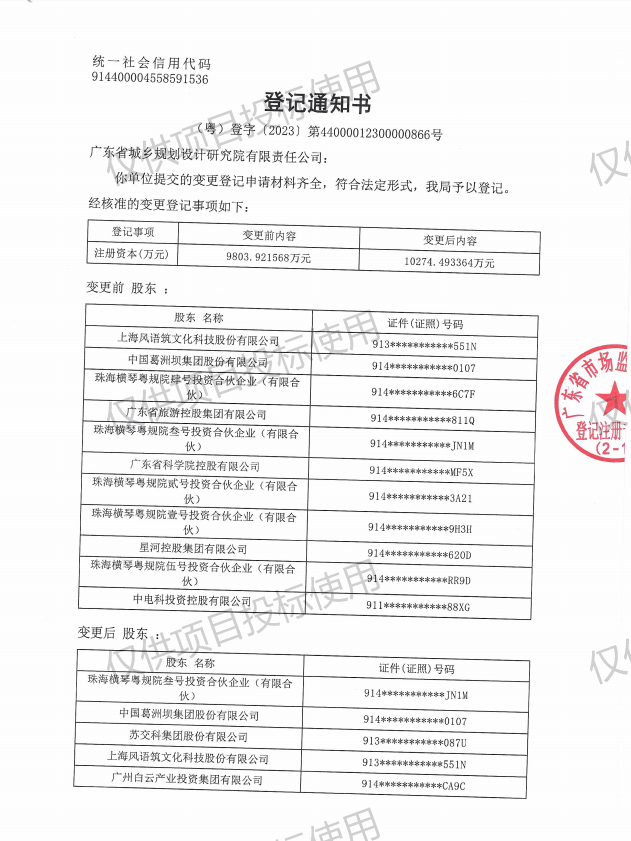 统一社会信用代码
914400004558591536
登记通知书
（粤）登字〔2023〕第44000012300000866号
广东省城乡规划设计研究院有限责任公司：
你单位提交的变更登记申请材料齐全，符合法定形式，我局予以登记。
经核准的变更登记事项如下：
登记事项 变更前内容 变更后内容
注册资本(万元) 9803.921568万元 10274.493364万元
变更前 股东 ：
股东 名称 证件(证照)号码
上海风语筑文化科技股份有限公司 913***********551N
中国葛洲坝集团股份有限公司 914***********0107
珠海横琴粤规院肆号投资合伙企业（有限合
伙） 914***********6C7F
广东省旅游控股集团有限公司 914***********811Q
珠海横琴粤规院叁号投资合伙企业（有限合
伙） 914***********JN1M
广东省科学院控股有限公司 914***********MF5X
珠海横琴粤规院贰号投资合伙企业（有限合
伙） 914***********3A21
珠海横琴粤规院壹号投资合伙企业（有限合
伙） 914***********9H3H
星河控股集团有限公司 914***********620D
珠海横琴粤规院伍号投资合伙企业（有限合
伙） 914***********RR9D
中电科投资控股有限公司 911***********88XG
变更后 股东 ：
股东 名称 证件(证照)号码
珠海横琴粤规院叁号投资合伙企业（有限合
伙） 914***********JN1M
中国葛洲坝集团股份有限公司 914***********0107
苏交科集团股份有限公司 913***********087U
上海风语筑文化科技股份有限公司 913***********551N
广州白云产业投资集团有限公司 914***********CA9C
广东省市场监
登记注册
（2-1
仅供项目投标使用
仅供项目投标使用
仅供项目投标使用
仅
仅